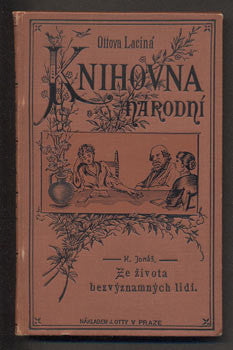 Ottova Laciná
KNIHOVNA
NÁRODNÍ
K. Jonáš.
Ze života
bezvýznamných lidí.
NÁKLADEM J. OTTY V PRAZE